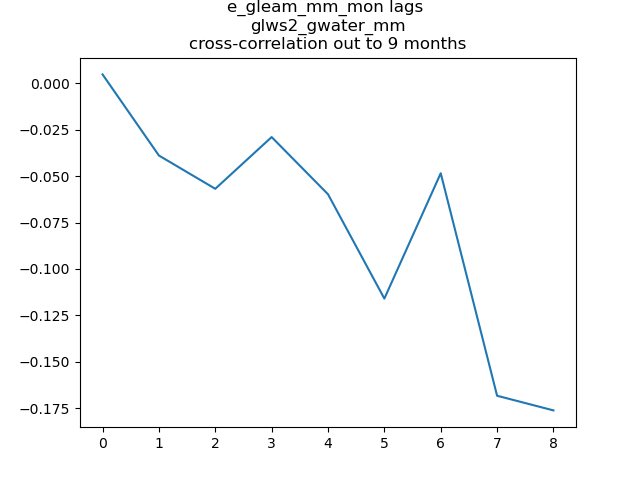 e_gleam_mm_mon lags
glws2_gwater_mm
cross-correlation out to 9 months
0.000
−0.025
−0.050
−0.075
−0.100
−0.125
−0.150
−0.175
0 1 2 3 4 5 6 7 8